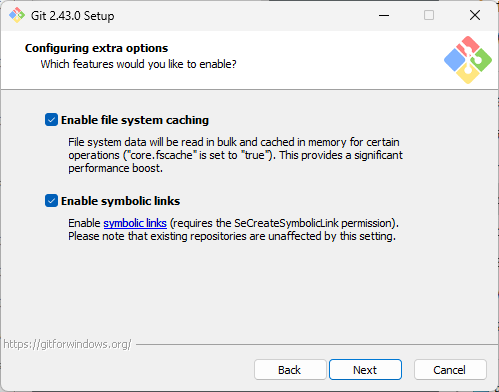 Git 2.43.0 Setup
Configuring extra options
Which features would you like to enable?
Enable file system caching
File system data will be read in bulk and cached in memory for certain
operations ("core.fscache" is set to "true"). This provides a significant
performance boost.
Enable symbolic links
Enable symbolic links (requires the SeCreateSymbolicLink permission).
Please note that existing repositories are unaffected by this setting.
https://gitforwindows.org/
Back Next Cancel